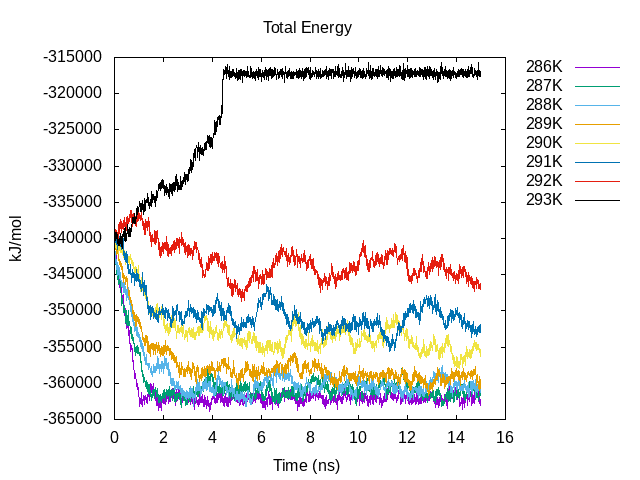 Total Energy
-315000
-320000
-325000
-330000
-335000
-340000
-345000
-350000
-355000
-360000
-365000
kJ/mol
0 2 4 6 8 10 12 14 16
Time (ns)
286K
287K
288K
289K
290K
291K
292K
293K